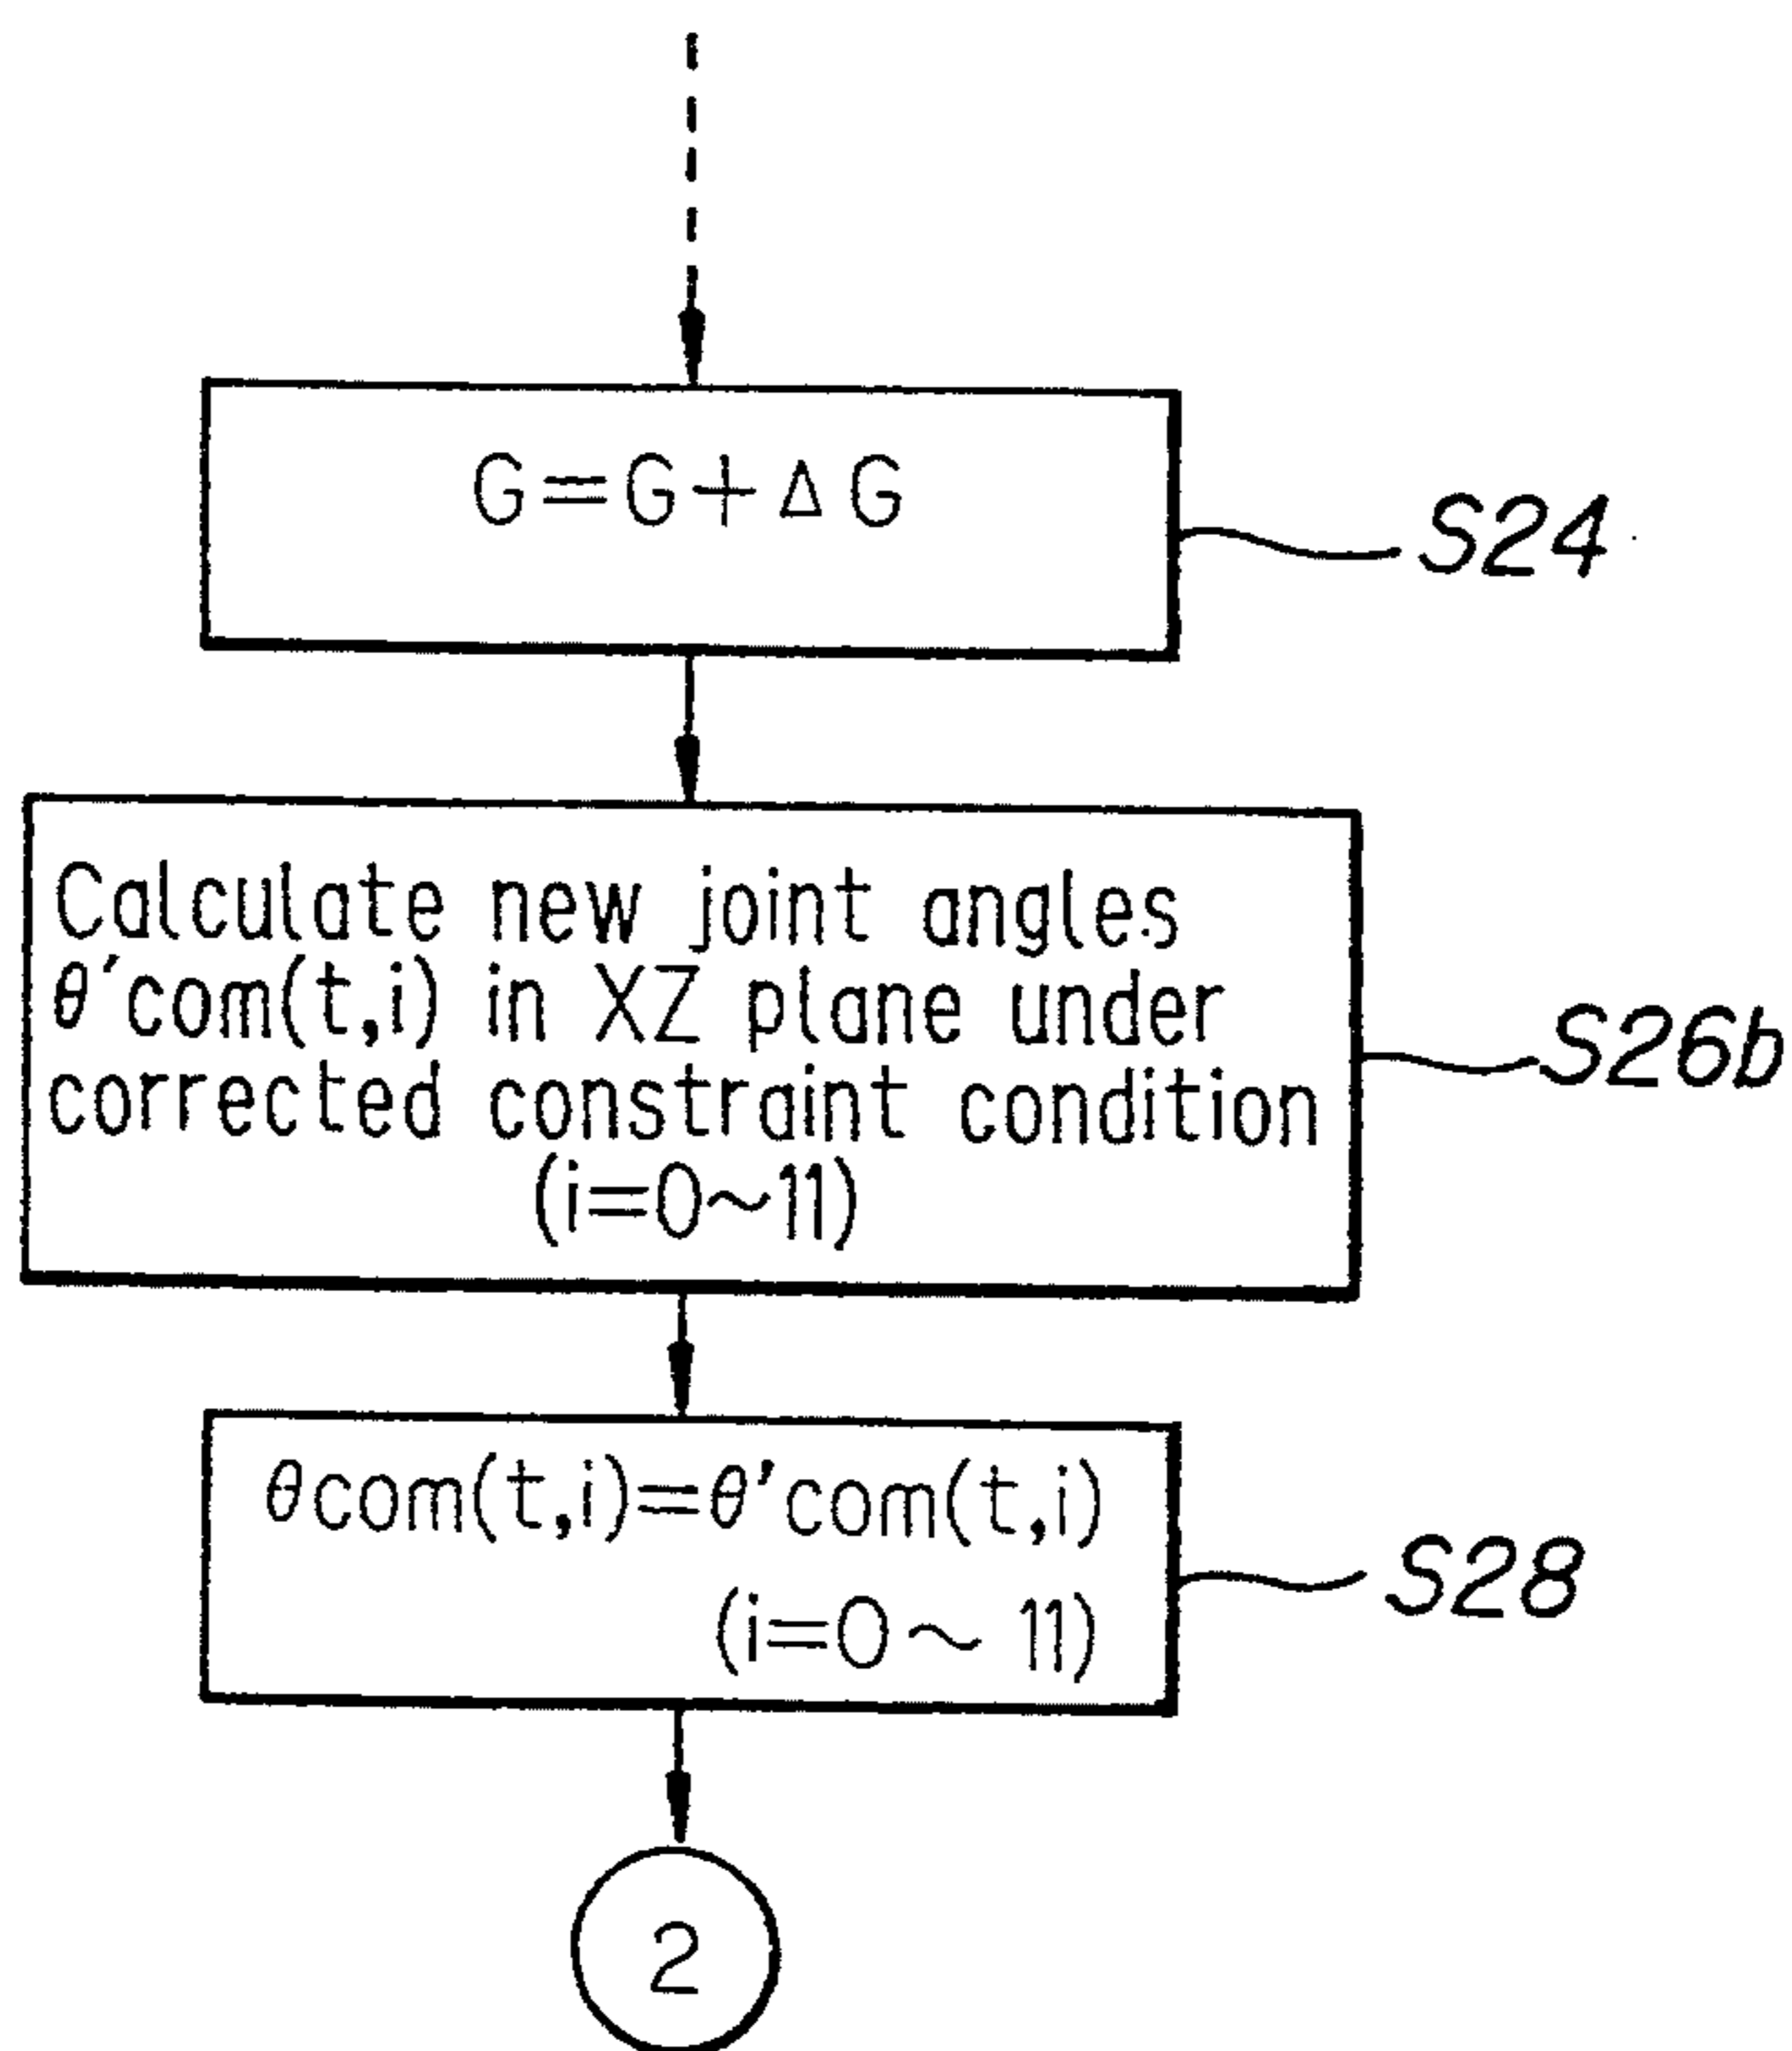 G=G+ΔG
S24
Calculate new joint angles
θ'com(t,i) in XZ plane under
corrected constraint condition
(i=0~11)
S26b
θcom(t,i)=θ'com(t,i)
(i=0~11)
S28
2